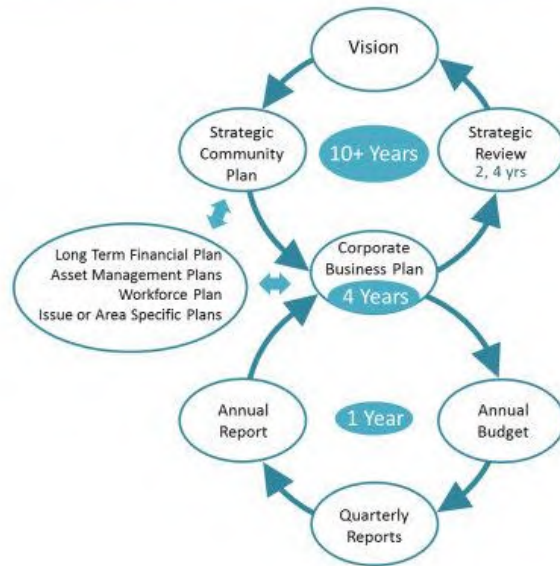 Vision
Strategic
Community
Plan
10+ Years
Strategic
Review
2, 4 yrs
Long Term Financial Plan
Asset Management Plans
Workforce Plan
Issue or Area Specific Plans
Corporate
Business Plan
4 Years
Annual
Report
1 Year
Annual
Budget
Quarterly
Reports